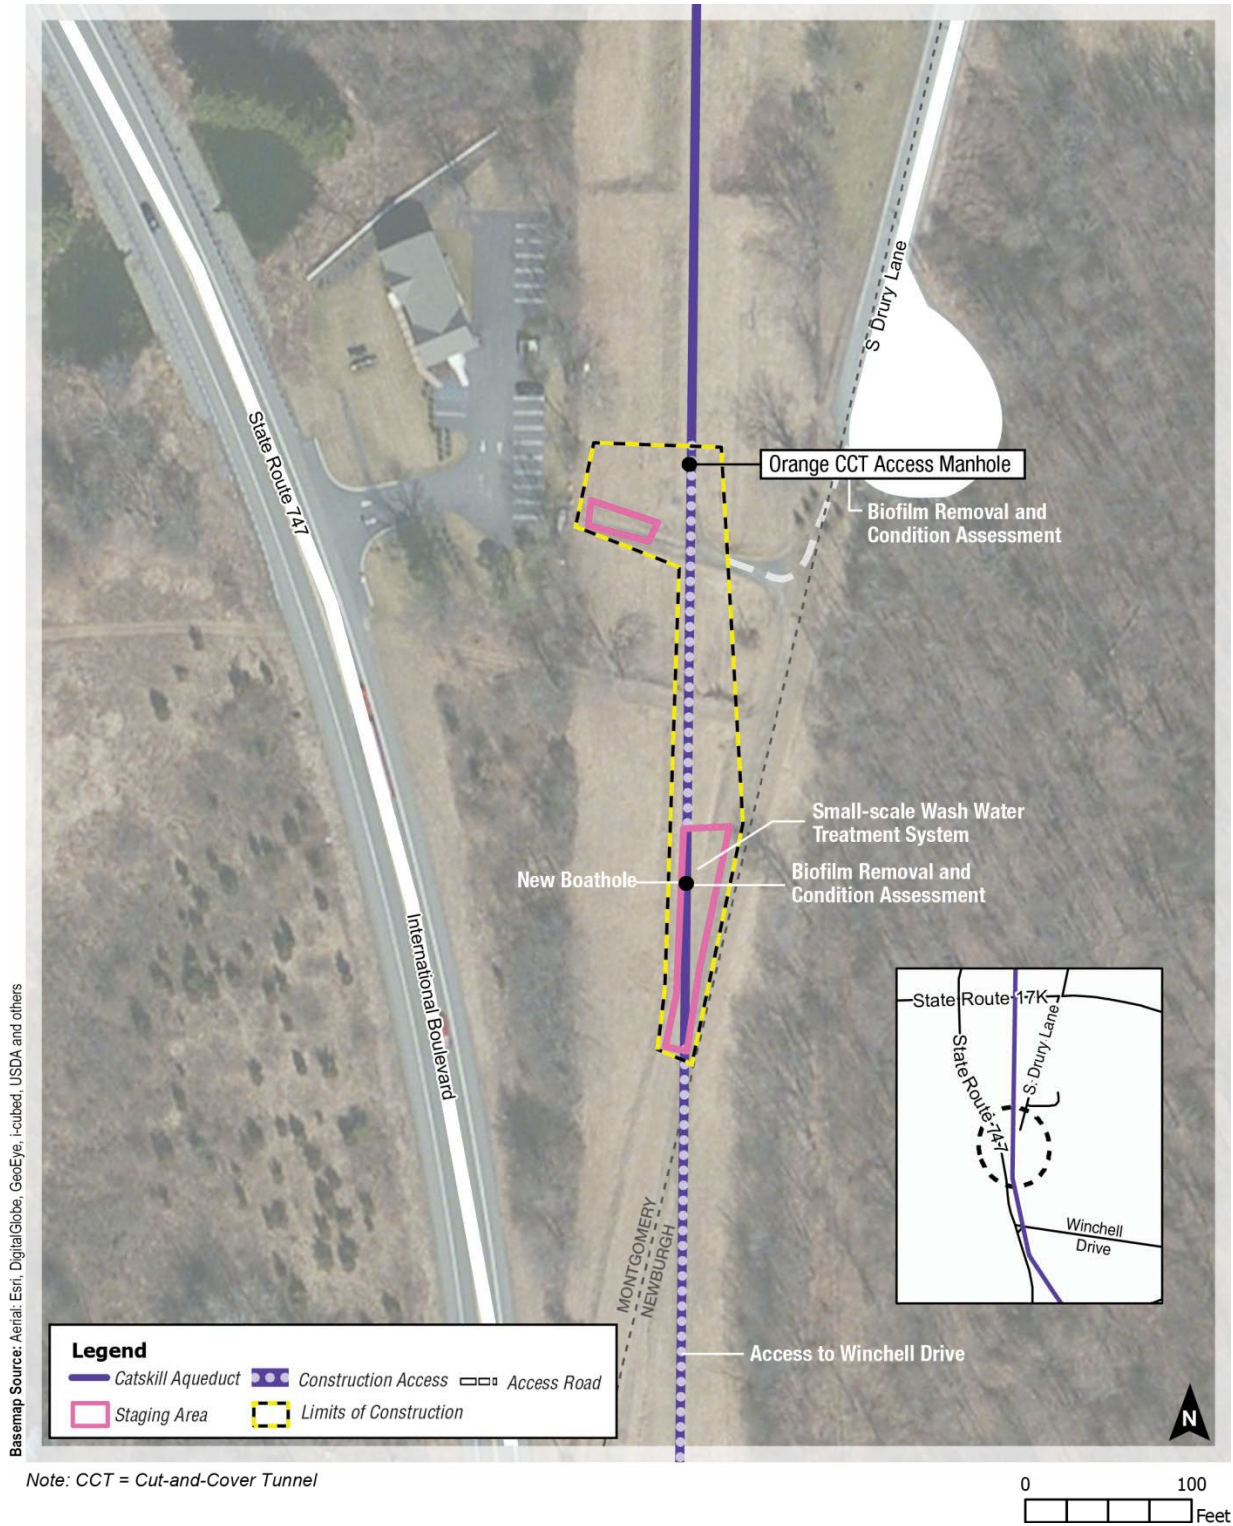 S Drury Lane
State Route 747
Orange CCT Access Manhole
Biofilm Removal and
Condition Assessment
Small-scale Wash Water
Treatment System
New Boathole
Biofilm Removal and
Condition Assessment
International Boulevard
State Route 17K
S. Drury Lane
State Route 747
Winchell
Drive
MONTGOMERY
NEWBURGH
Access to Winchell Drive
Legend
Catskill Aqueduct
Construction Access
Access Road
Staging Area
Limits of Construction
N
Basemap Source: Aerial: Esri, DigitalGlobe, GeoEye, i-cubed, USDA and others
Note: CCT = Cut-and-Cover Tunnel
0 100
Feet